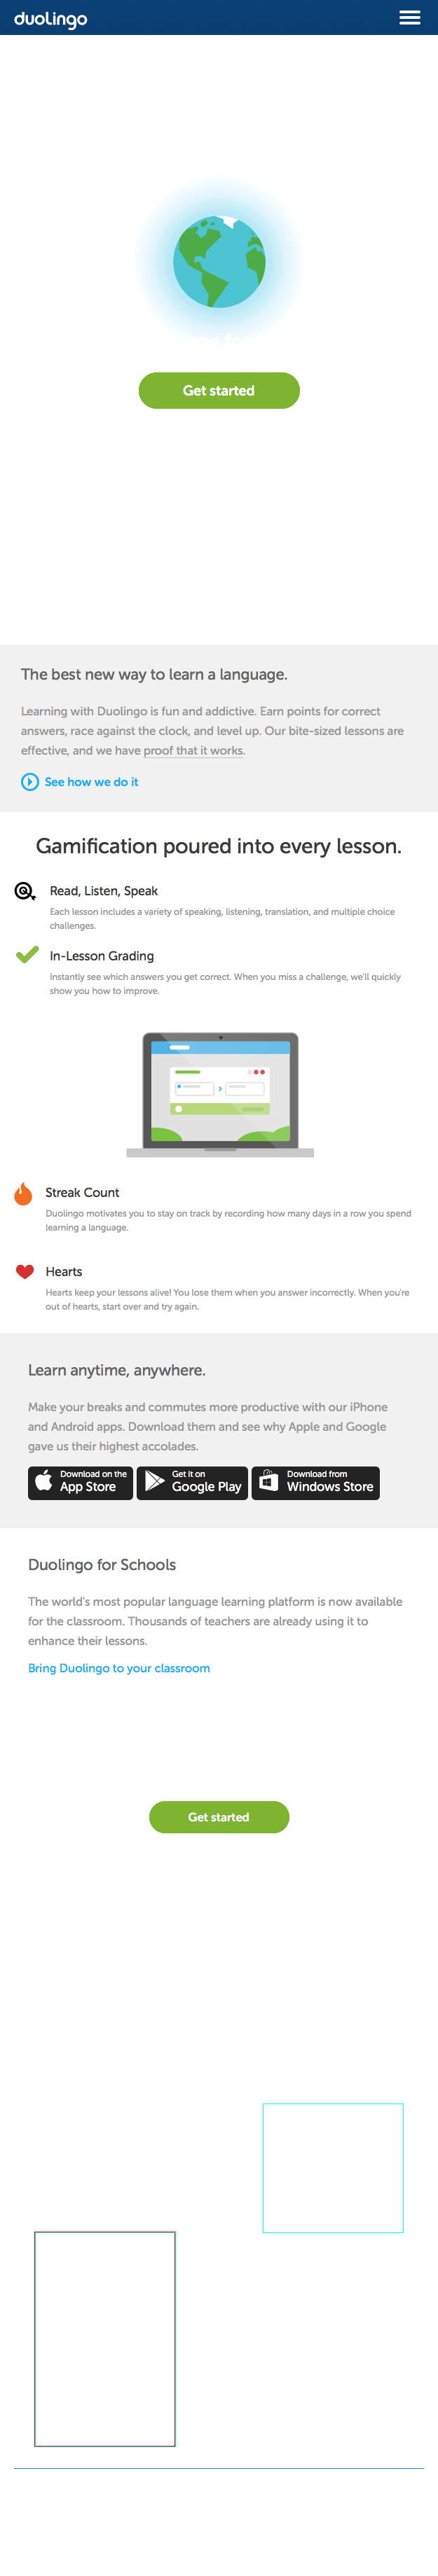 duolingo
Get started
The best new way to learn a language.
Learning with Duolingo is fun and addictive. Earn points for correct
answers, race against the clock, and level up. Our bite-sized lessons are
effective, and we have proof that it works.
See how we do it
Gamification poured into every lesson.
Read, Listen, Speak
Each lesson includes a variety of speaking, listening, translation, and multiple choice
challenges.
In-Lesson Grading
Instantly see which answers you get correct. When you miss a challenge, we'll quickly
show you how to improve.
Streak Count
Duolingo motivates you to stay on track by recording how many days in a row you spend
learning a language.
Hearts
Hearts keep your lessons alive! You lose them when you answer incorrectly. When you're
out of hearts, start over and try again.
Learn anytime, anywhere.
Make your breaks and commutes more productive with our iPhone
and Android apps. Download them and see why Apple and Google
gave us their highest accolades.
Download on the
App Store
Get it on
Google Play
Download from
Windows Store
Duolingo for Schools
The world's most popular language learning platform is now available
for the classroom. Thousands of teachers are already using it to
enhance their lessons.
Bring Duolingo to your classroom
Get started